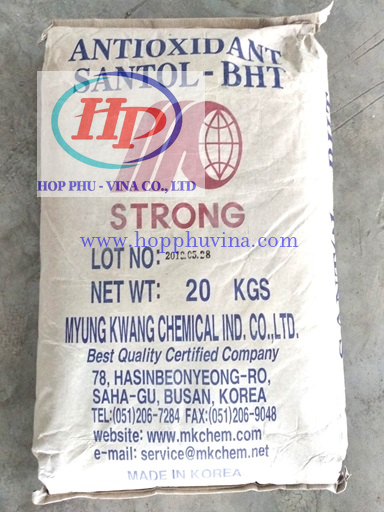 ANTIOXIDANT
SANTOL - BHT
HP
HOP PHU - VINA CO., LTD
STRONG
www.hopphuvina.com
LOT NO: 2012.05.28
NET WT: 20 KGS
MYUNG KWANG CHEMICAL IND. CO.,LTD.
Best Quality Certified Company
78, HASINBEONYEONG-RO,
SAHA-GU, BUSAN, KOREA
TEL:(051)206-7284 FAX:(051)206-9048
website: www.mkchem.com
e-mail: service@mkchem.net
MADE IN KOREA